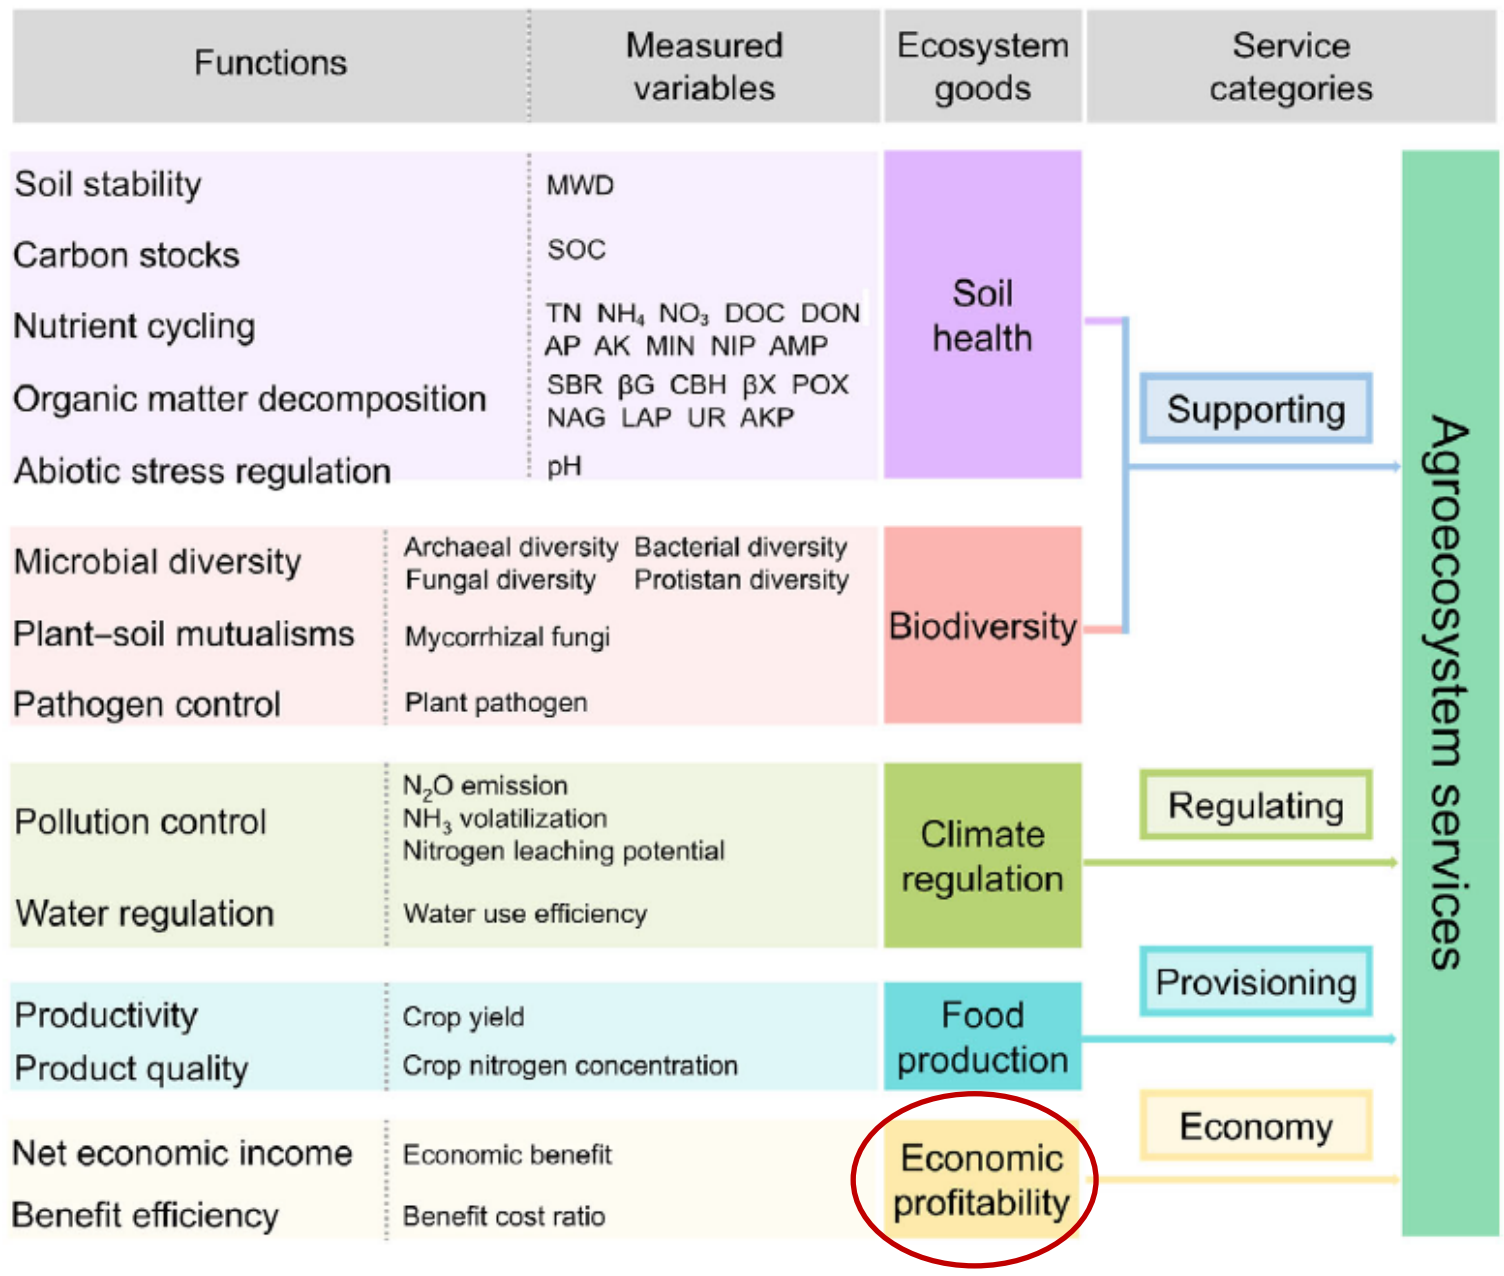 Functions
Measured
variables
Ecosystem
goods
Service
categories
Soil stability
MWD
Carbon stocks
SOC
Nutrient cycling
TN NH₄ NO₃ DOC DON
AP AK MIN NIP AMP
Organic matter decomposition
SBR βG CBH βX POX
NAG LAP UR AKP
Abiotic stress regulation
pH
Soil
health
Supporting
Microbial diversity
Archaeal diversity Bacterial diversity
Fungal diversity Protistan diversity
Plant–soil mutualisms
Mycorrhizal fungi
Pathogen control
Plant pathogen
Biodiversity
Pollution control
N₂O emission
NH₃ volatilization
Nitrogen leaching potential
Water regulation
Water use efficiency
Climate
regulation
Regulating
Productivity
Crop yield
Product quality
Crop nitrogen concentration
Food
production
Provisioning
Net economic income
Economic benefit
Benefit efficiency
Benefit cost ratio
Economic
profitability
Economy
Agroecosystem services